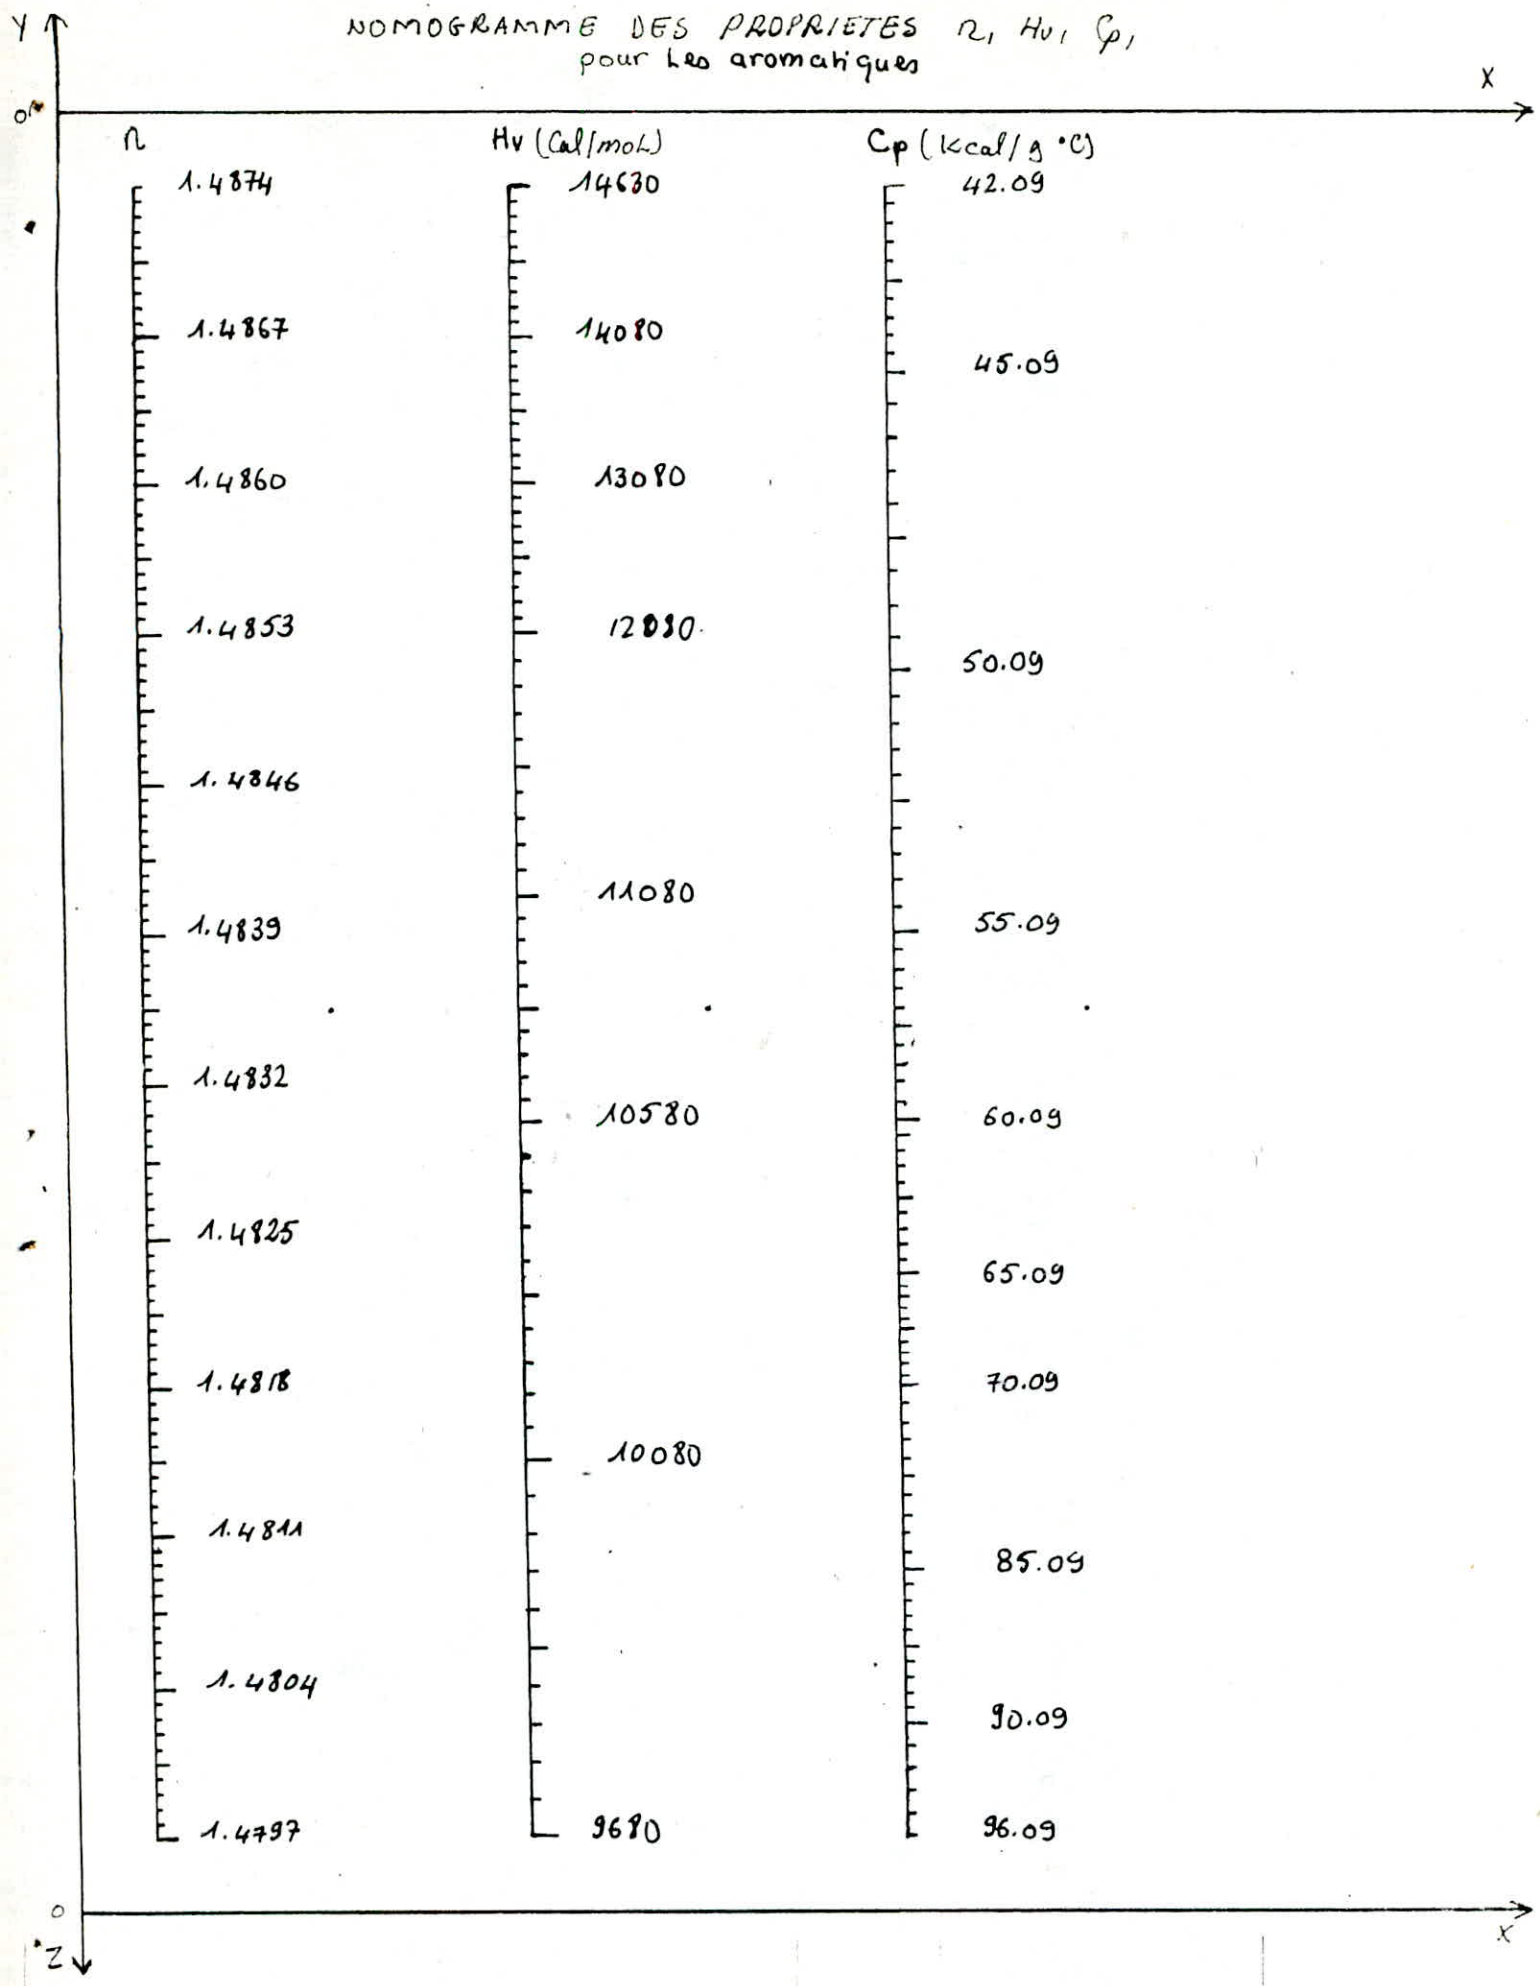 Y
NOMOGRAMME DES PROPRIETES n, Hv, Cp,
pour Les aromatiques
X
O'
n
Hv (Cal/moL)
Cp (kcal/g °C)
1.4874
14630
42.09
1.4867
14080
45.09
1.4860
13080
1.4853
12080
50.09
1.4846
11080
1.4839
55.09
1.4832
10580
60.09
1.4825
65.09
1.4818
70.09
10080
1.4811
85.09
1.4804
90.09
1.4797
9680
96.09
O
X
Z